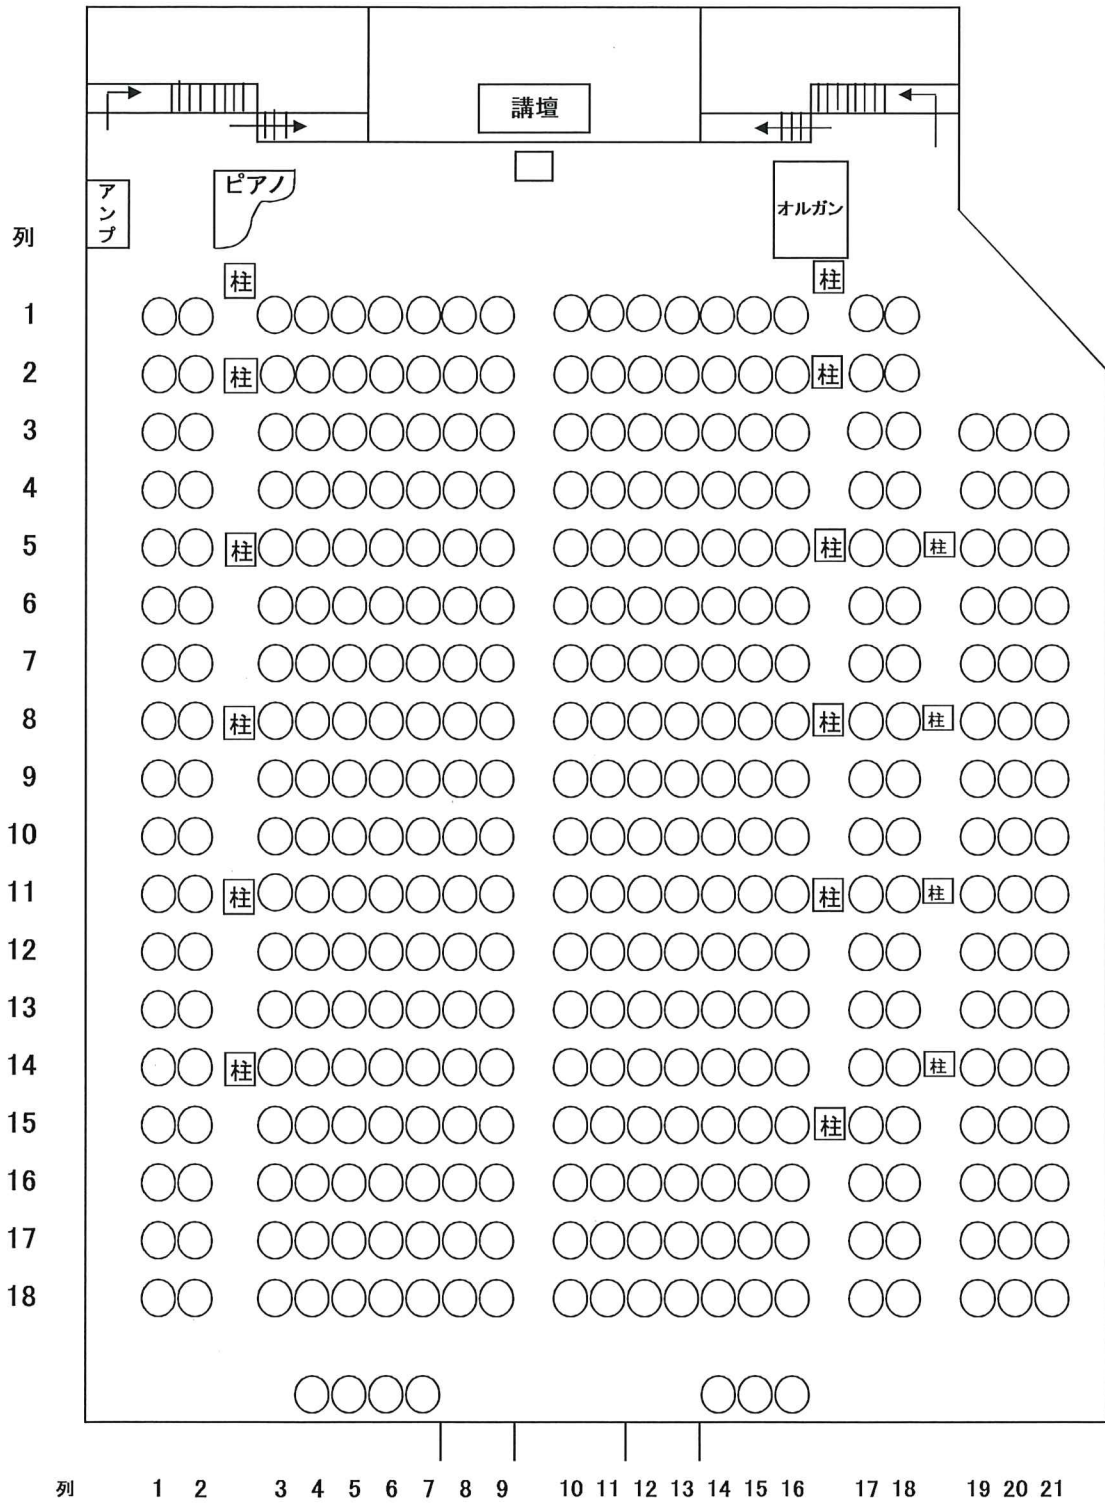 講壇
ピアノ
アンプ
オルガン
列
柱 柱
1
2 柱 柱
3
4
5 柱 柱 柱
6
7
8 柱 柱 柱
9
10
11 柱 柱 柱
12
13
14 柱 柱
15 柱
16
17
18
列 1 2 3 4 5 6 7 8 9 10 11 12 13 14 15 16 17 18 19 20 21